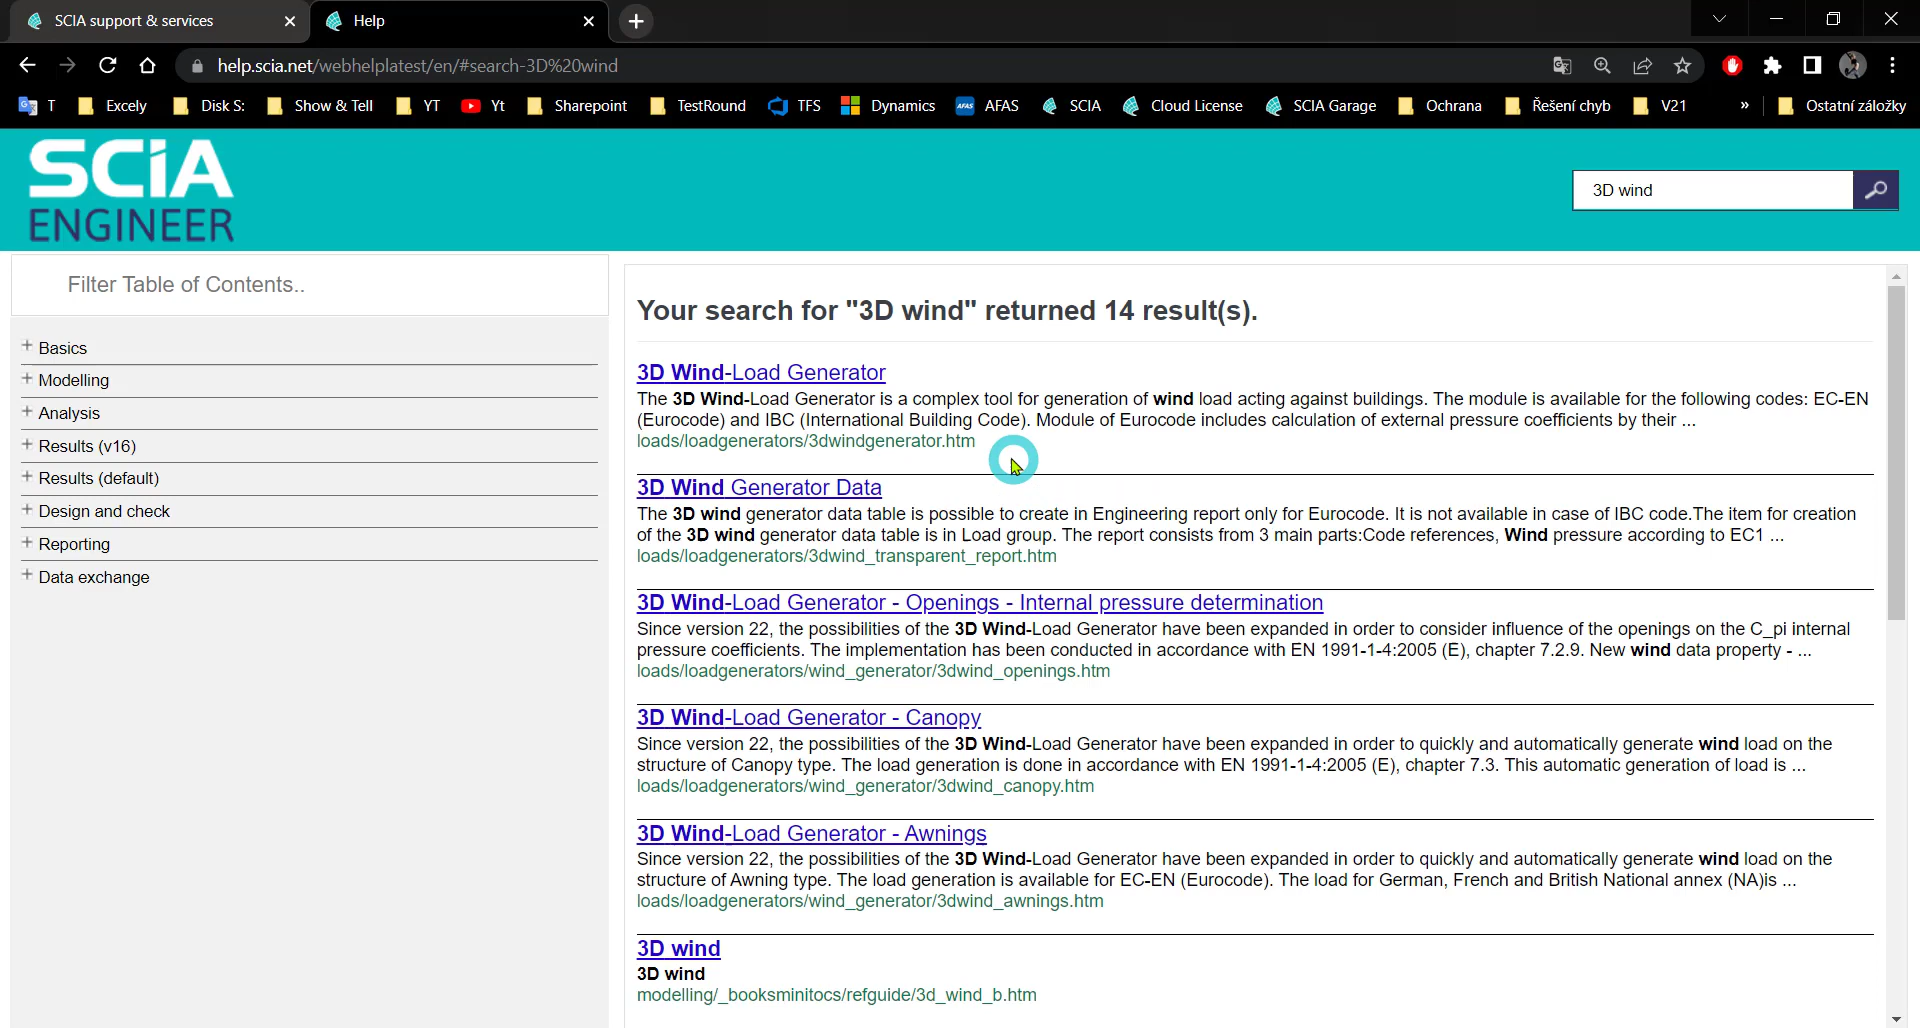 SCIA support & services
Help
help.scia.net/webhelplatest/en/#search-3D%20wind
T
Excely
Disk S:
Show & Tell
YT
Yt
Sharepoint
TestRound
TFS
Dynamics
AFAS
AFAS
SCIA
Cloud License
SCIA Garage
Ochrana
Řešení chyb
V21
»
Ostatní záložky
SCiA
ENGINEER
3D wind
Filter Table of Contents..
Basics
Modelling
Analysis
Results (v16)
Results (default)
Design and check
Reporting
Data exchange
Your search for "3D wind" returned 14 result(s).
3D Wind-Load Generator
The 3D Wind-Load Generator is a complex tool for generation of wind load acting against buildings. The module is available for the following codes: EC-EN
(Eurocode) and IBC (International Building Code). Module of Eurocode includes calculation of external pressure coefficients by their ...
loads/loadgenerators/3dwindgenerator.htm
3D Wind Generator Data
The 3D wind generator data table is possible to create in Engineering report only for Eurocode. It is not available in case of IBC code.The item for creation
of the 3D wind generator data table is in Load group. The report consists from 3 main parts:Code references, Wind pressure according to EC1 ...
loads/loadgenerators/3dwind_transparent_report.htm
3D Wind-Load Generator - Openings - Internal pressure determination
Since version 22, the possibilities of the 3D Wind-Load Generator have been expanded in order to consider influence of the openings on the C_pi internal
pressure coefficients. The implementation has been conducted in accordance with EN 1991-1-4:2005 (E), chapter 7.2.9. New wind data property - ...
loads/loadgenerators/wind_generator/3dwind_openings.htm
3D Wind-Load Generator - Canopy
Since version 22, the possibilities of the 3D Wind-Load Generator have been expanded in order to quickly and automatically generate wind load on the
structure of Canopy type. The load generation is done in accordance with EN 1991-1-4:2005 (E), chapter 7.3. This automatic generation of load is ...
loads/loadgenerators/wind_generator/3dwind_canopy.htm
3D Wind-Load Generator - Awnings
Since version 22, the possibilities of the 3D Wind-Load Generator have been expanded in order to quickly and automatically generate wind load on the
structure of Awning type. The load generation is available for EC-EN (Eurocode). The load for German, French and British National annex (NA)is ...
loads/loadgenerators/wind_generator/3dwind_awnings.htm
3D wind
3D wind
modelling/_booksminitocs/refguide/3d_wind_b.htm